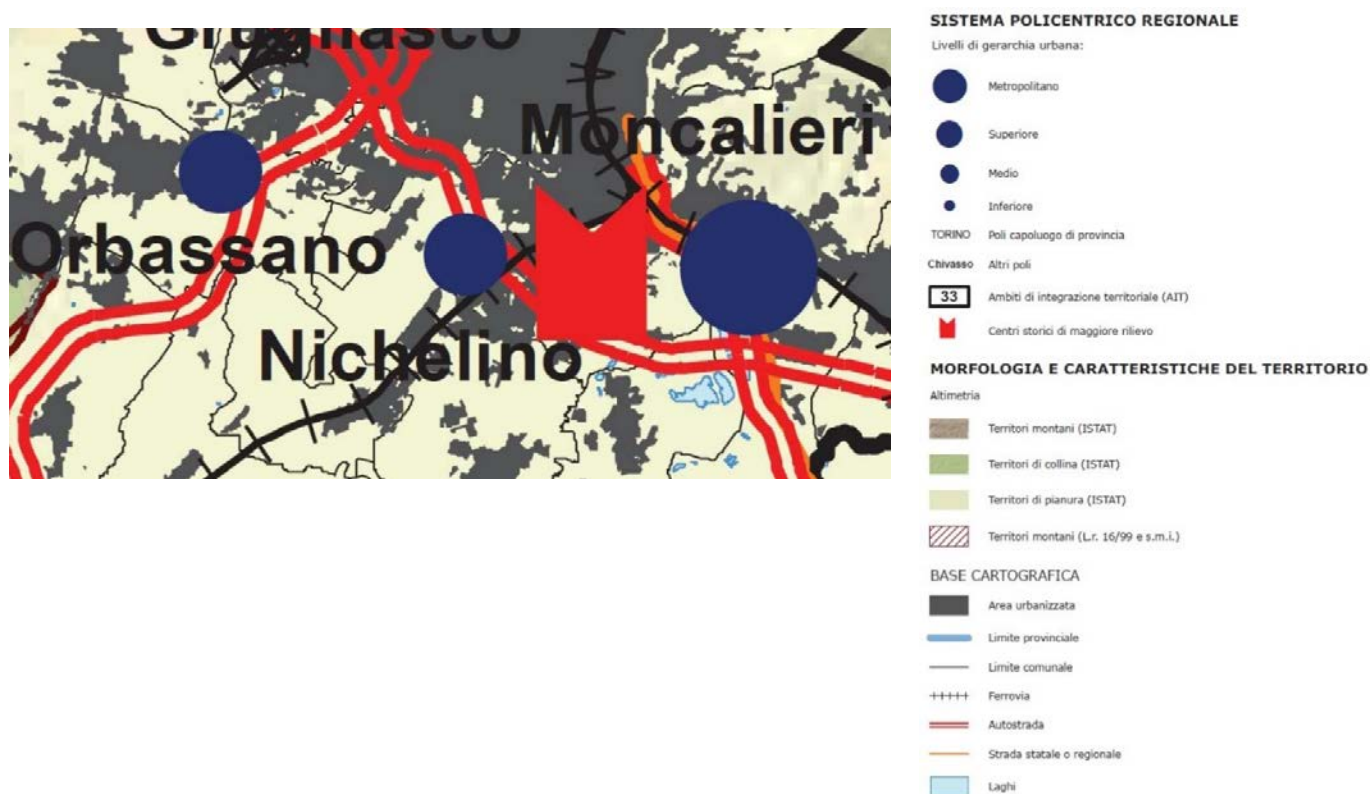 Grugliasco
Moncalieri
Orbassano
Nichelino
SISTEMA POLICENTRICO REGIONALE
Livelli di gerarchia urbana:
Metropolitano
Superiore
Medio
Inferiore
TORINO Poli capoluogo di provincia
Chivasso Altri poli
33 Ambiti di integrazione territoriale (AIT)
Centri storici di maggiore rilievo
MORFOLOGIA E CARATTERISTICHE DEL TERRITORIO
Altimetria
Territori montani (ISTAT)
Territori di collina (ISTAT)
Territori di pianura (ISTAT)
Territori montani (L.r. 16/99 e s.m.i.)
BASE CARTOGRAFICA
Area urbanizzata
Limite provinciale
Limite comunale
Ferrovia
Autostrada
Strada statale o regionale
Laghi